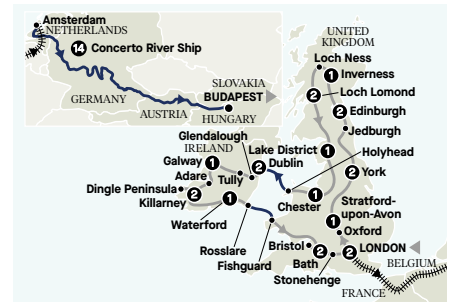 Amsterdam
NETHERLANDS
14 Concerto River Ship
GERMANY
AUSTRIA
SLOVAKIA
BUDAPEST
HUNGARY
UNITED
KINGDOM
Loch Ness
1 Inverness
2 Loch Lomond
2 Edinburgh
Jedburgh
Glendalough
IRELAND
Lake District 1
Galway 1
2 Dublin
Holyhead
Adare
Tully
2 York
Dingle Peninsula
Killarney 2
Chester 1
Stratford-
upon-Avon
1
Waterford 1
Oxford
Rosslare
Fishguard
Bristol
2
Bath
2 LONDON
Stonehenge
BELGIUM
FRANCE